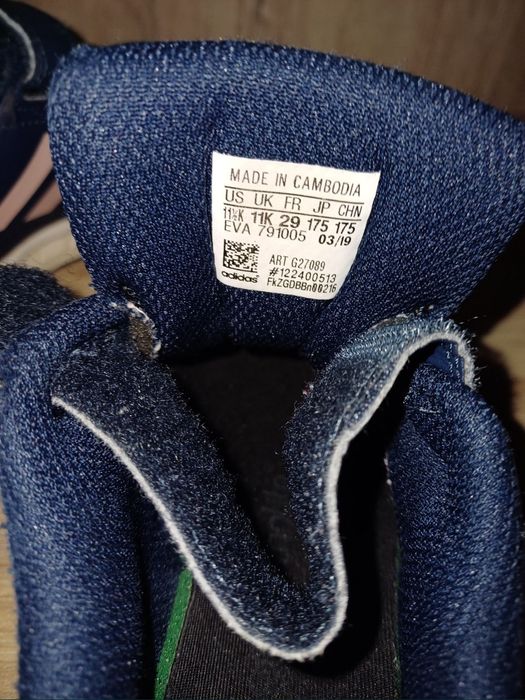 MADE IN CAMBODIA
US UK FR JP CHN
11½K 11K 29 175 175
EVA 791005 03/19
ART G27089
#122400513
adidas FkZGDBBn00216